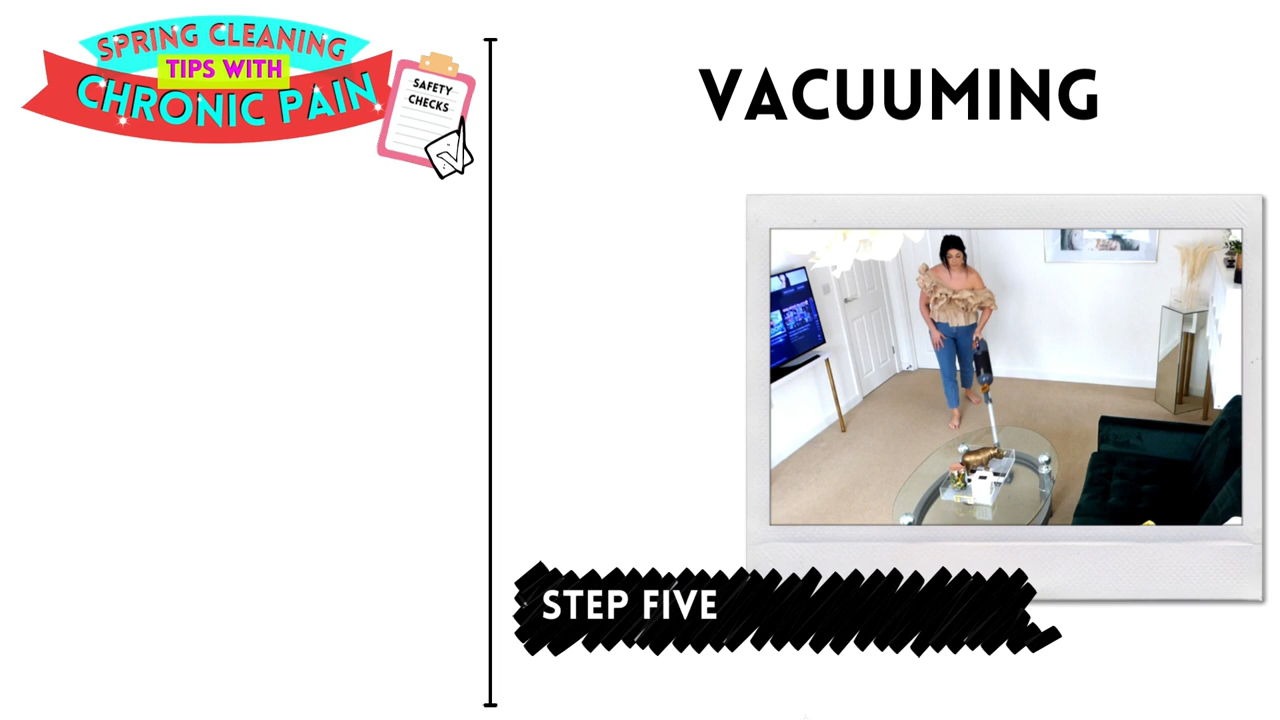 SPRING CLEANING
TIPS WITH
CHRONIC PAIN
SAFETY
CHECKS
VACUUMING
STEP FIVE